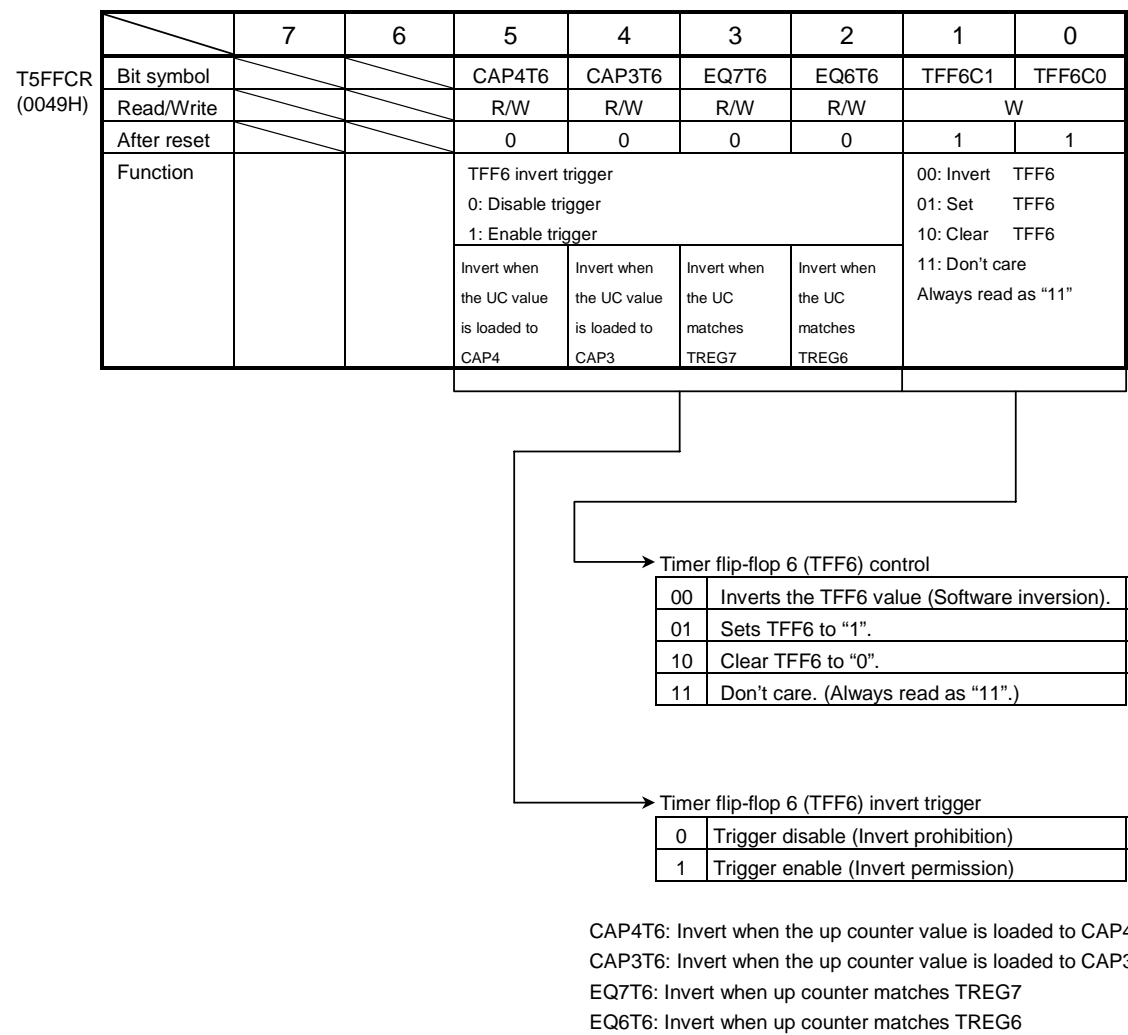 7 6 5 4 3 2 1 0
T5FFCR Bit symbol CAP4T6 CAP3T6 EQ7T6 EQ6T6 TFF6C1 TFF6C0
(0049H) Read/Write R/W R/W R/W R/W W
After reset 0 0 0 0 1 1
Function TFF6 invert trigger 00: Invert TFF6
0: Disable trigger 01: Set TFF6
1: Enable trigger 10: Clear TFF6
Invert when Invert when Invert when Invert when 11: Don't care
the UC value the UC value the UC the UC Always read as “11”
is loaded to is loaded to matches matches
CAP4 CAP3 TREG7 TREG6
Timer flip-flop 6 (TFF6) control
00 Inverts the TFF6 value (Software inversion).
01 Sets TFF6 to “1”.
10 Clear TFF6 to “0”.
11 Don't care. (Always read as “11”.)
Timer flip-flop 6 (TFF6) invert trigger
0 Trigger disable (Invert prohibition)
1 Trigger enable (Invert permission)
CAP4T6: Invert when the up counter value is loaded to CAP4
CAP3T6: Invert when the up counter value is loaded to CAP3
EQ7T6: Invert when up counter matches TREG7
EQ6T6: Invert when up counter matches TREG6